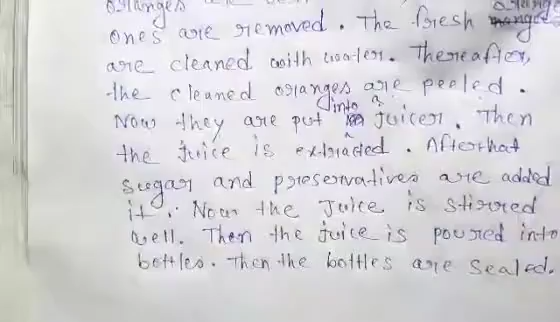 oranges
ones are removed. The fresh oranges
are cleaned with water. Thereafter,
the cleaned oranges are peeled.
Now they are put into a Juicer. Then
the juice is extracted. Afterthat
sugar and preservatives are added
it. Now the Juice is stirred
well. Then the juice is poured into
bottles. Then the bottles are sealed.